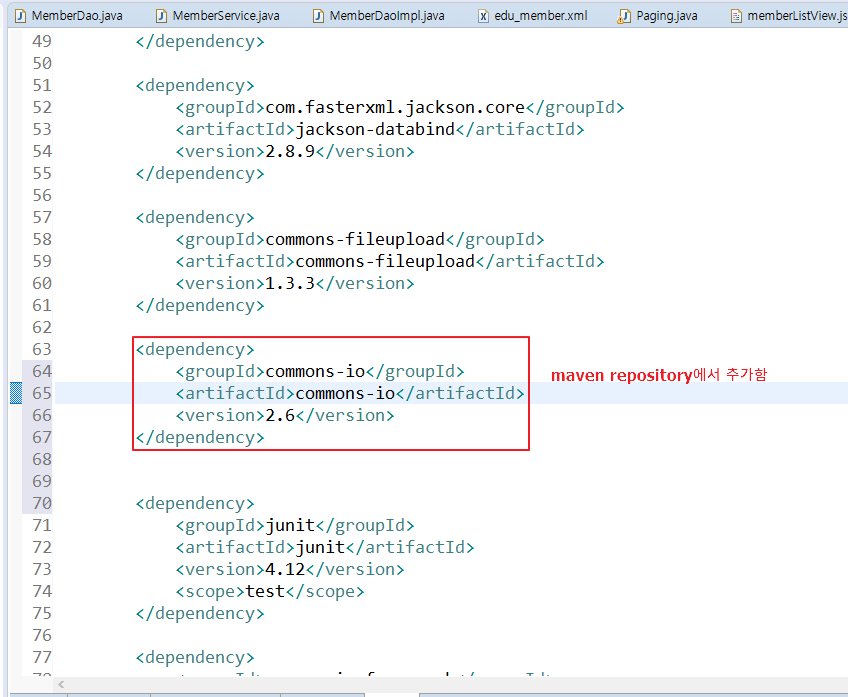 MemberDao.java MemberService.java MemberDaoImpl.java edu_member.xml Paging.java memberListView.js
49 </dependency>
50
51 <dependency>
52 <groupId>com.fasterxml.jackson.core</groupId>
53 <artifactId>jackson-databind</artifactId>
54 <version>2.8.9</version>
55 </dependency>
56
57 <dependency>
58 <groupId>commons-fileupload</groupId>
59 <artifactId>commons-fileupload</artifactId>
60 <version>1.3.3</version>
61 </dependency>
62
63 <dependency>
64 <groupId>commons-io</groupId>
maven repository에서 추가함
65 <artifactId>commons-io</artifactId>
66 <version>2.6</version>
67 </dependency>
68
69
70 <dependency>
71 <groupId>junit</groupId>
72 <artifactId>junit</artifactId>
73 <version>4.12</version>
74 <scope>test</scope>
75 </dependency>
76
77 <dependency>